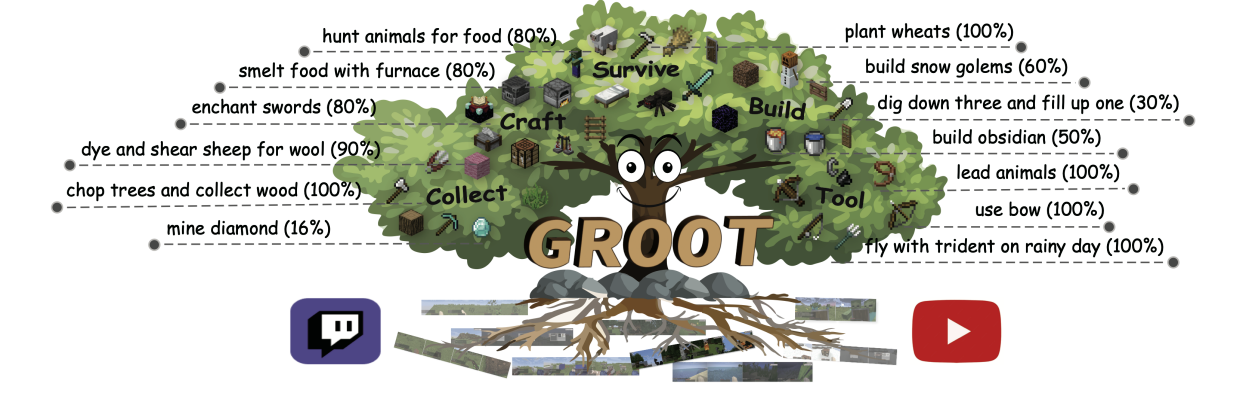 hunt animals for food (80%)
smelt food with furnace (80%)
enchant swords (80%)
dye and shear sheep for wool (90%)
chop trees and collect wood (100%)
mine diamond (16%)
Survive
Craft
Collect
Build
Tool
GROOT
plant wheats (100%)
build snow golems (60%)
dig down three and fill up one (30%)
build obsidian (50%)
lead animals (100%)
use bow (100%)
fly with trident on rainy day (100%)